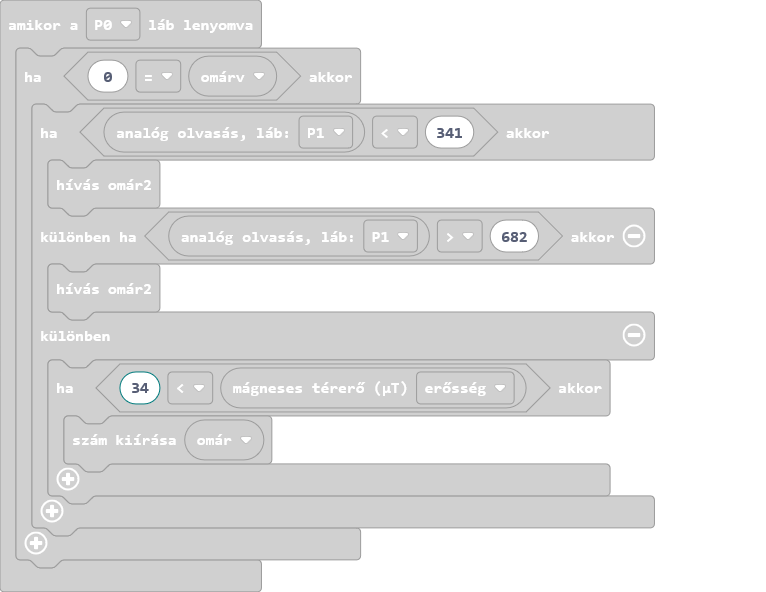 amikor a P0 láb lenyomva
ha 0 = omárv akkor
ha analóg olvasás, láb: P1 < 341 akkor
hívás omár2
különben ha analóg olvasás, láb: P1 > 682 akkor
hívás omár2
különben
ha 34 < mágneses térerő (µT) erősség akkor
szám kiírása omár